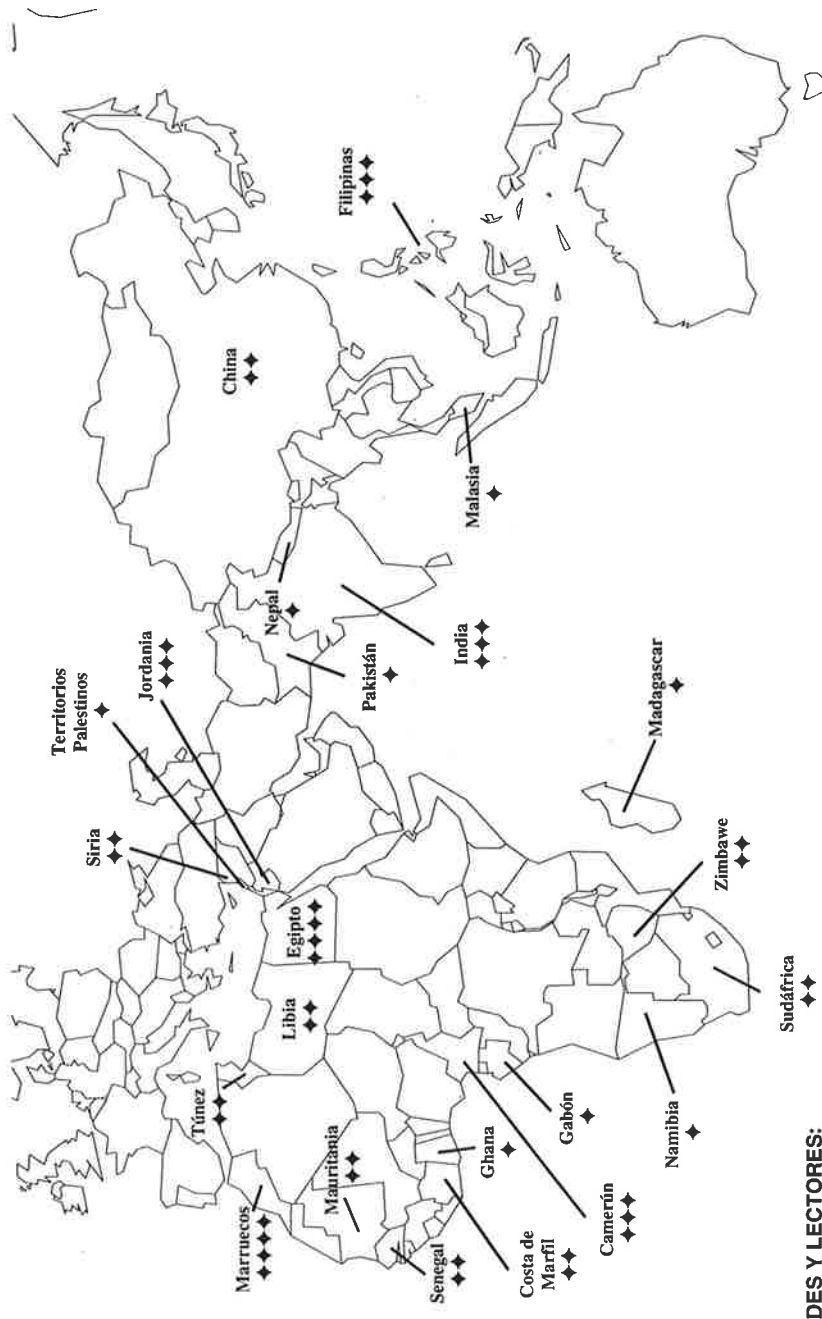 Territorios
Palestinos
Siria
Jordania
China
Túnez
Marruecos
Libia
Egipto
Nepal
Mauritania
Filipinas
Pakistán
Senegal
India
Malasia
Ghana
Costa de
Marfil
Gabón
Camerún
Madagascar
Namibia
Zimbawe
Sudáfrica
DES Y LECTORES: